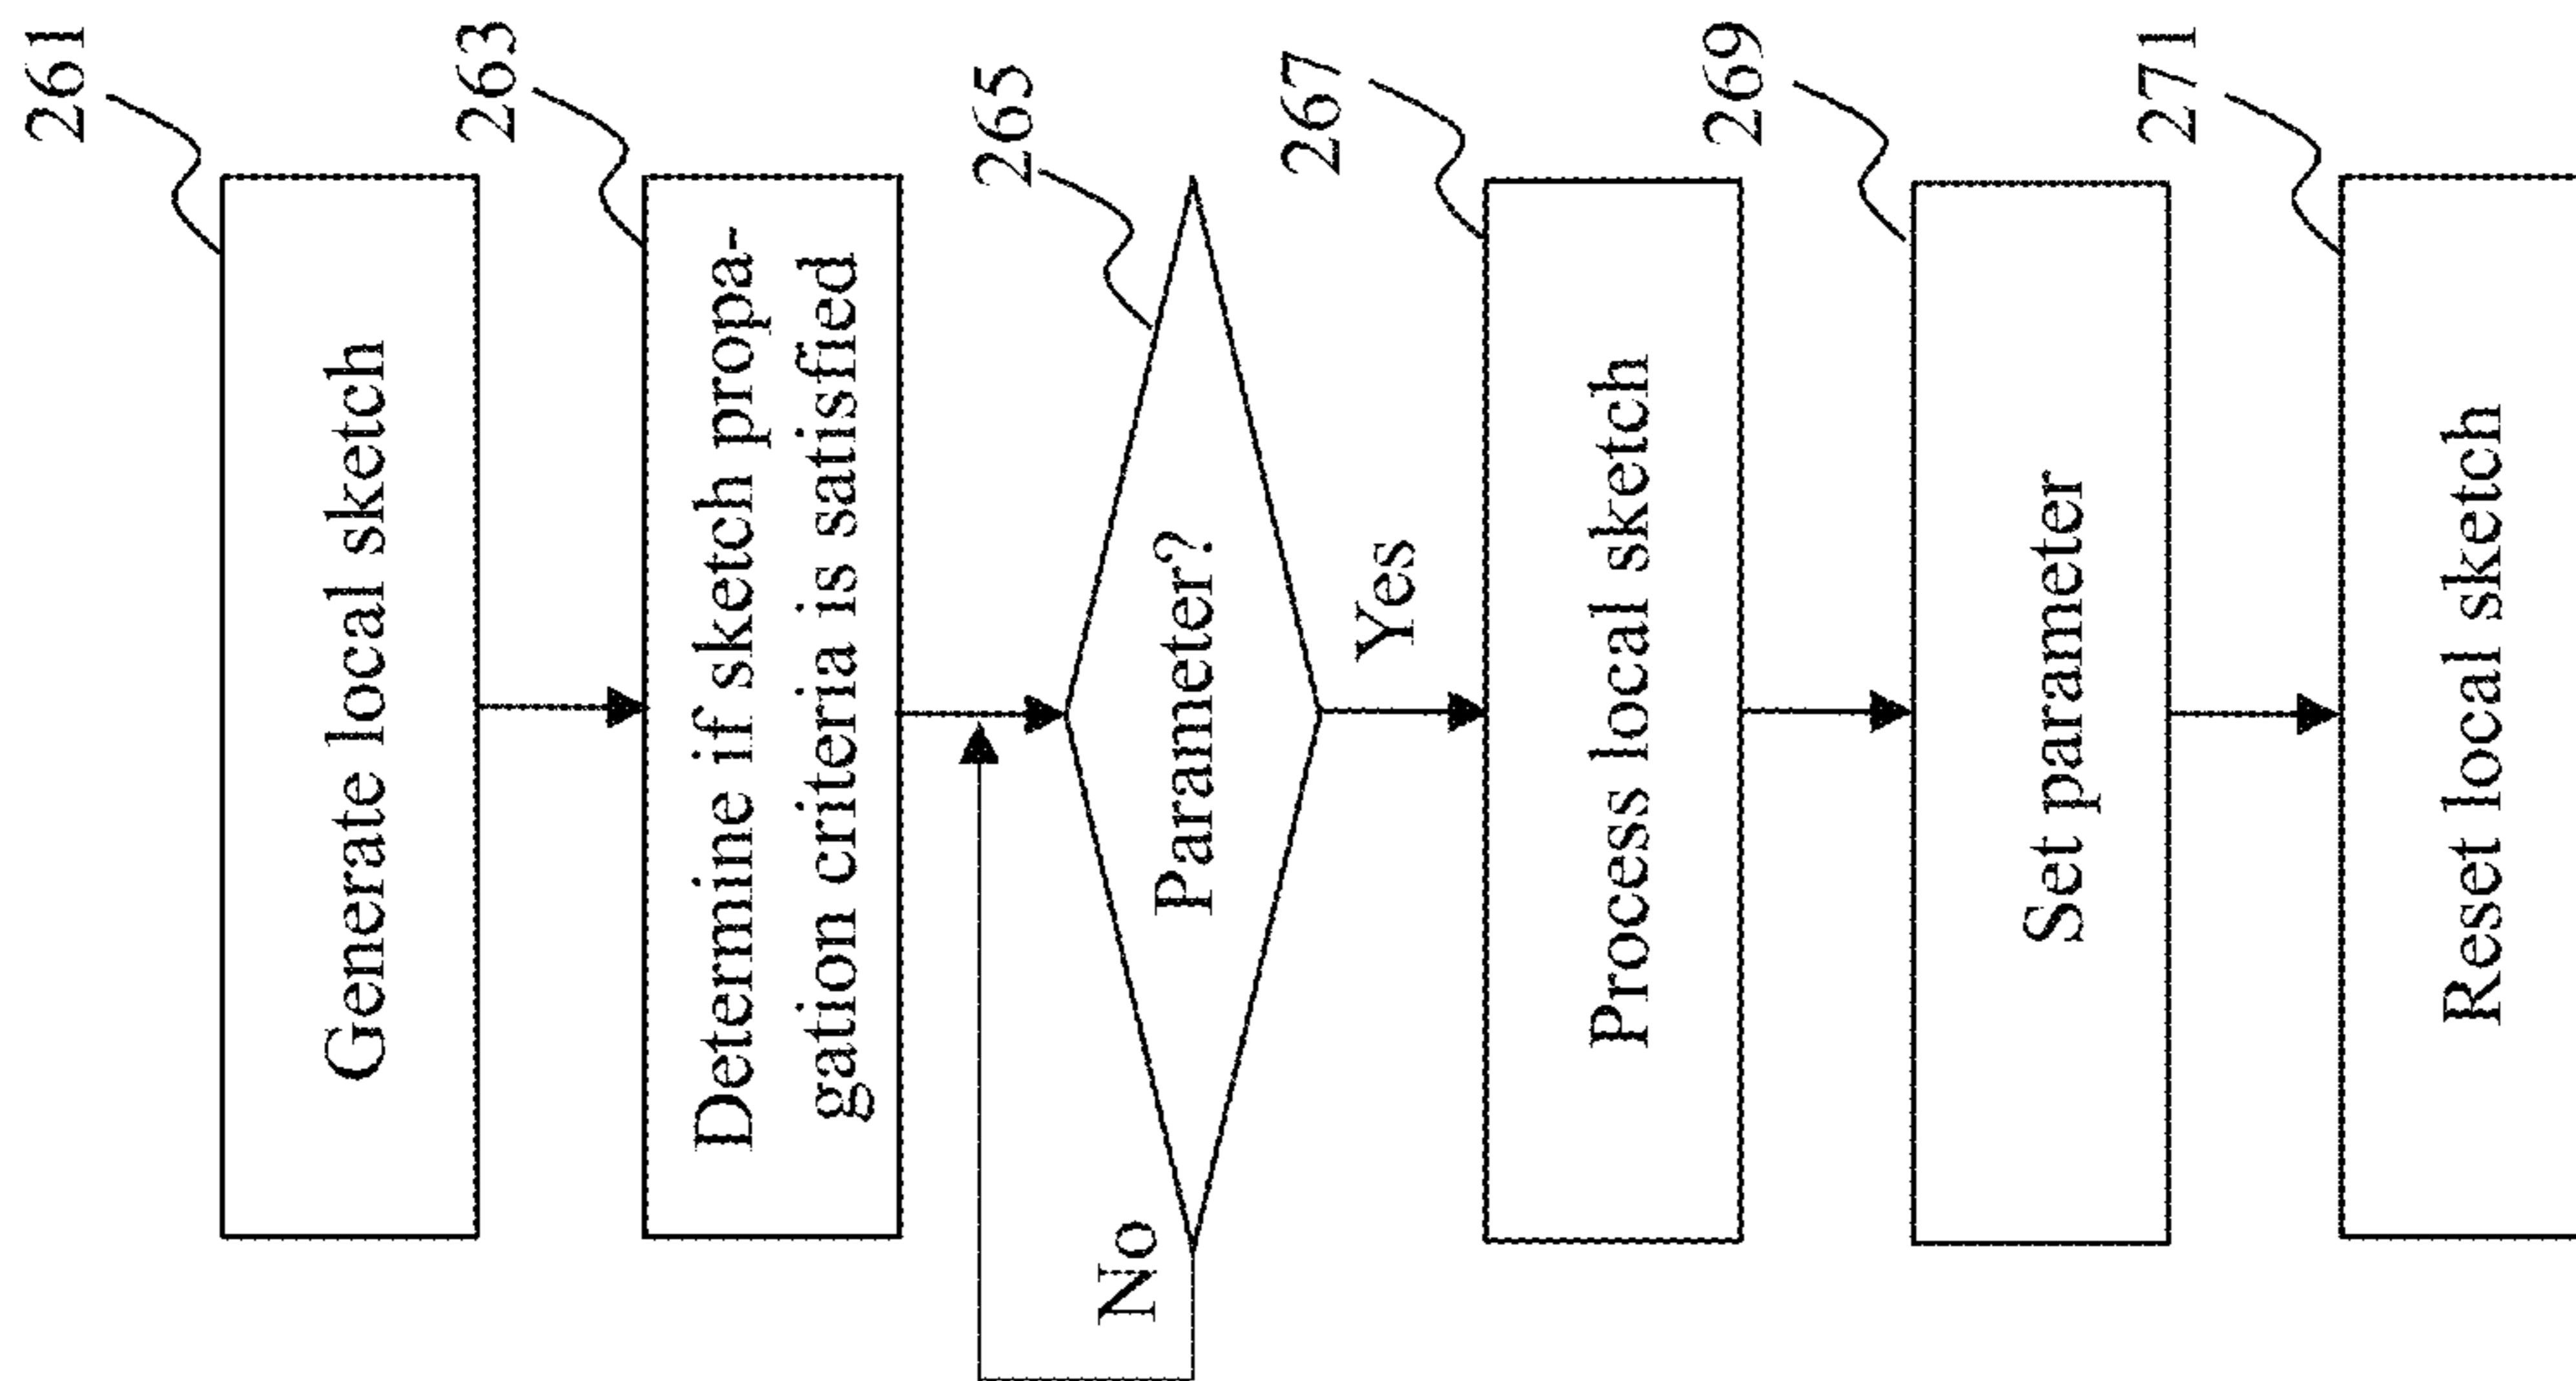 261
Generate local sketch
263
Determine if sketch propa-
gation criteria is satisfied
265
Parameter?
No
Yes
267
Process local sketch
269
Set parameter
271
Reset local sketch